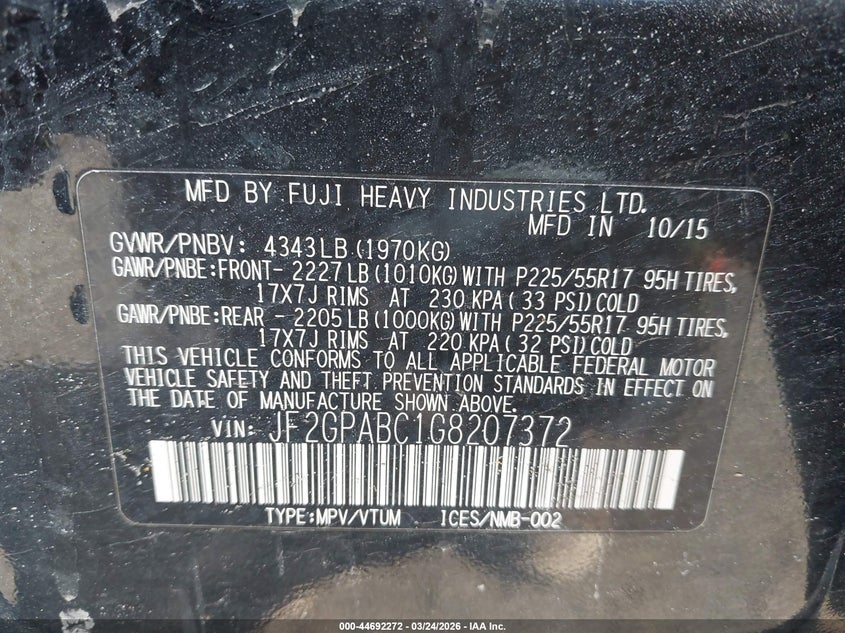 MFD BY FUJI HEAVY INDUSTRIES LTD.
MFD IN 10/15
GVWR/PNBV: 4343LB (1970KG)
GAWR/PNBE:FRONT- 2227LB (1010KG) WITH P225/55R17 95H TIRES,
17X7J RIMS AT 230 KPA ( 33 PSI) COLD
GAWR/PNBE:REAR - 2205LB (1000KG) WITH P225/55R17 95H TIRES,
17X7J RIMS AT 220 KPA ( 32 PSI) COLD
THIS VEHICLE CONFORMS TO ALL APPLICABLE FEDERAL MOTOR
VEHICLE SAFETY AND THEFT PREVENTION STANDARDS IN EFFECT ON
THE DATE OF MANUFACTURE SHOWN ABOVE.
VIN: JF2GPABC1G8207372
TYPE:MPV/VTUM ICES/NMB-002
000-44692272 | 03/24/2026 | IAA Inc.